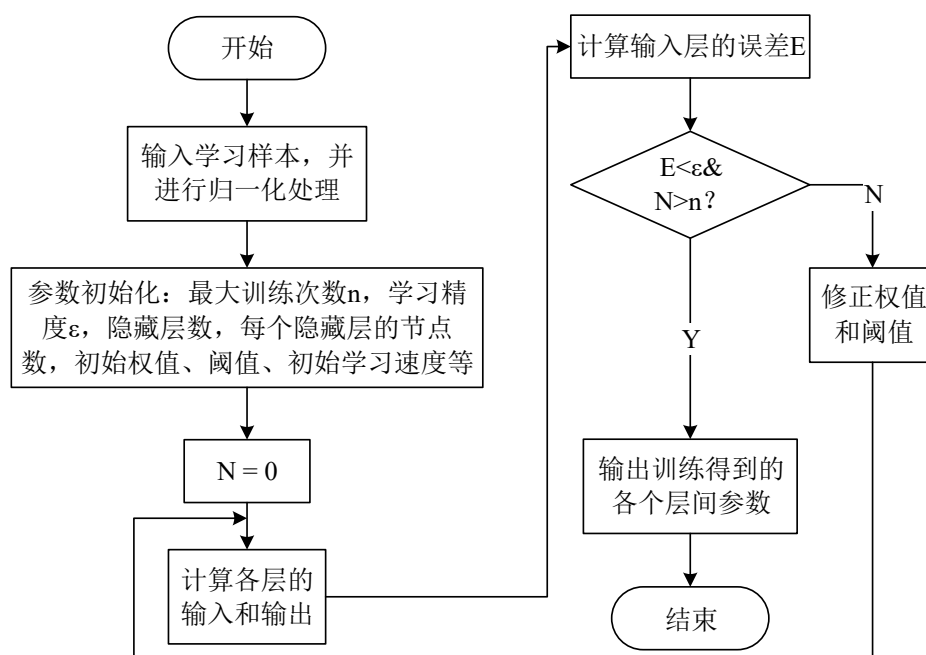 开始
输入学习样本，并
进行归一化处理
参数初始化：最大训练次数n，学习精
度ε，隐藏层数，每个隐藏层的节点
数，初始权值、阈值、初始学习速度等
N = 0
计算各层的
输入和输出
计算输入层的误差E
E<ε&
N>n?
N
修正权值
和阈值
Y
输出训练得到的
各个层间参数
结束